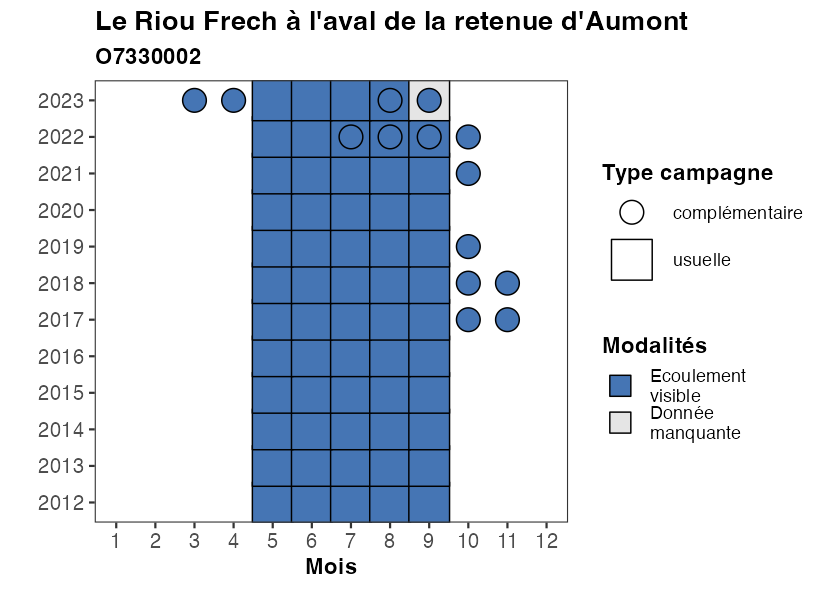 Le Riou Frech à l'aval de la retenue d'Aumont
O7330002
2023
2022
2021
2020
2019
2018
2017
2016
2015
2014
2013
2012
1 2 3 4 5 6 7 8 9 10 11 12
Mois
Type campagne
complémentaire
usuelle
Modalités
Ecoulement
visible
Donnée
manquante